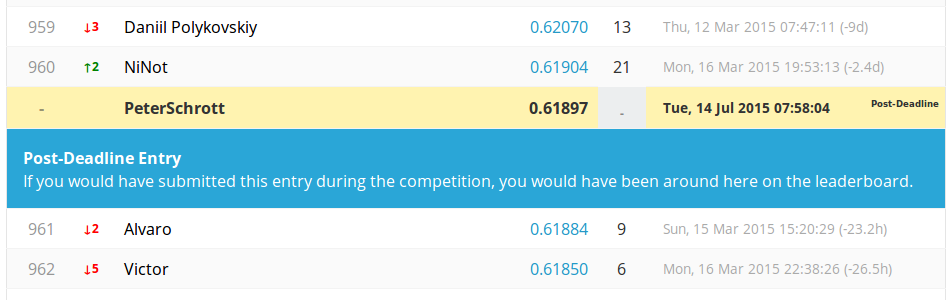 959 ↓3 Daniil Polykovskiy 0.62070 13 Thu, 12 Mar 2015 07:47:11 (-9d)
960 ↑2 NiNot 0.61904 21 Mon, 16 Mar 2015 19:53:13 (-2.4d)
- PeterSchrott 0.61897 - Tue, 14 Jul 2015 07:58:04 Post-Deadline
Post-Deadline Entry
If you would have submitted this entry during the competition, you would have been around here on the leaderboard.
961 ↓2 Alvaro 0.61884 9 Sun, 15 Mar 2015 15:20:29 (-23.2h)
962 ↓5 Victor 0.61850 6 Mon, 16 Mar 2015 22:38:26 (-26.5h)